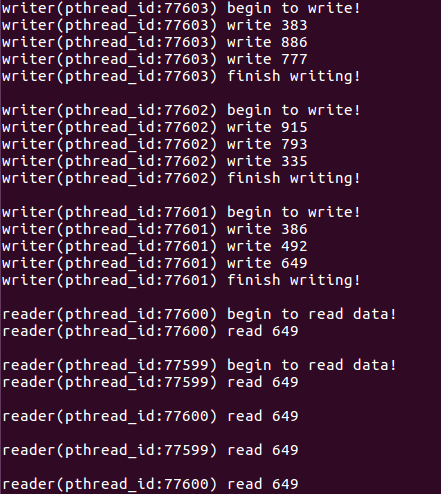 writer(pthread_id:77603) begin to write!
writer(pthread_id:77603) write 383
writer(pthread_id:77603) write 886
writer(pthread_id:77603) write 777
writer(pthread_id:77603) finish writing!
writer(pthread_id:77602) begin to write!
writer(pthread_id:77602) write 915
writer(pthread_id:77602) write 793
writer(pthread_id:77602) write 335
writer(pthread_id:77602) finish writing!
writer(pthread_id:77601) begin to write!
writer(pthread_id:77601) write 386
writer(pthread_id:77601) write 492
writer(pthread_id:77601) write 649
writer(pthread_id:77601) finish writing!
reader(pthread_id:77600) begin to read data!
reader(pthread_id:77600) read 649
reader(pthread_id:77599) begin to read data!
reader(pthread_id:77599) read 649
reader(pthread_id:77600) read 649
reader(pthread_id:77599) read 649
reader(pthread_id:77600) read 649